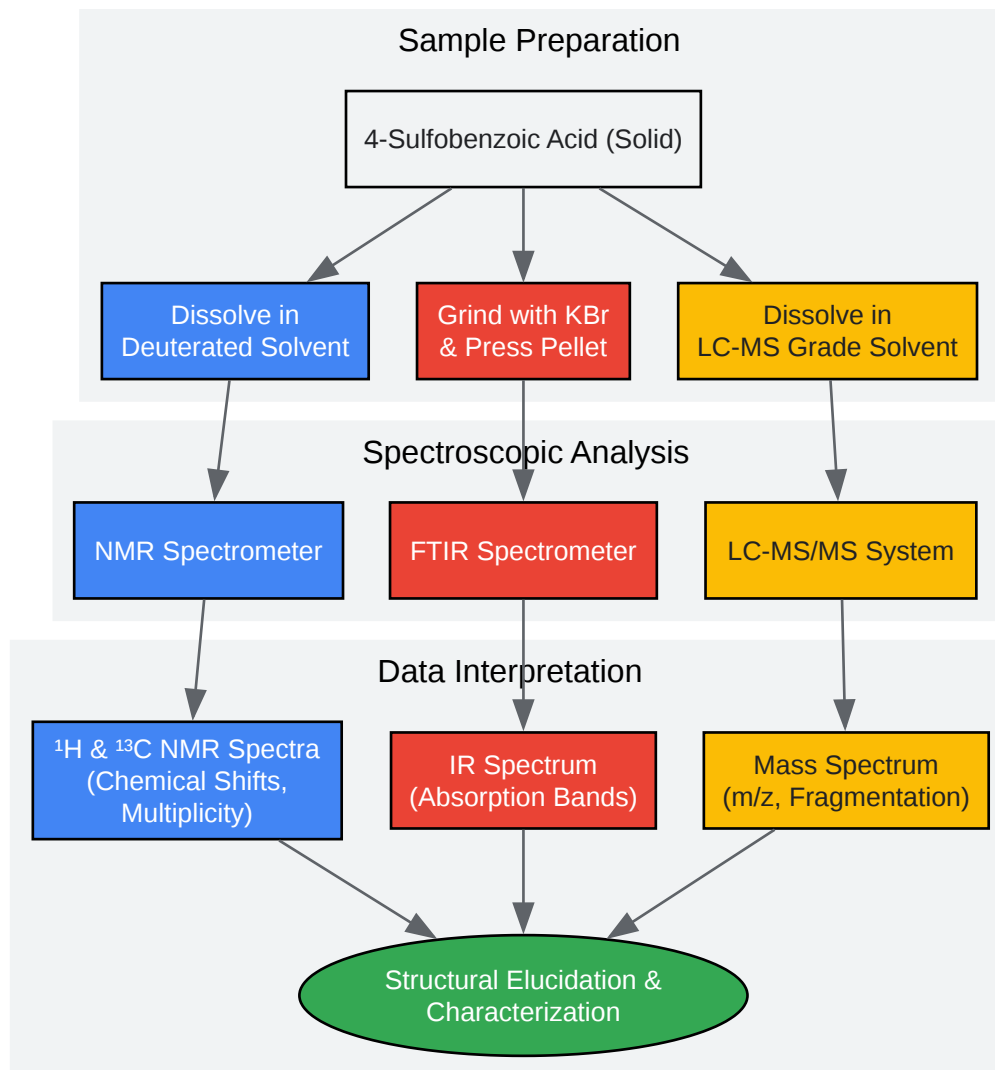 Sample Preparation
4-Sulfobenzoic Acid (Solid)
Dissolve in
Deuterated Solvent
Grind with KBr
& Press Pellet
Dissolve in
LC-MS Grade Solvent
Spectroscopic Analysis
NMR Spectrometer
FTIR Spectrometer
LC-MS/MS System
Data Interpretation
¹H & ¹³C NMR Spectra
(Chemical Shifts,
Multiplicity)
IR Spectrum
(Absorption Bands)
Mass Spectrum
(m/z, Fragmentation)
Structural Elucidation &
Characterization